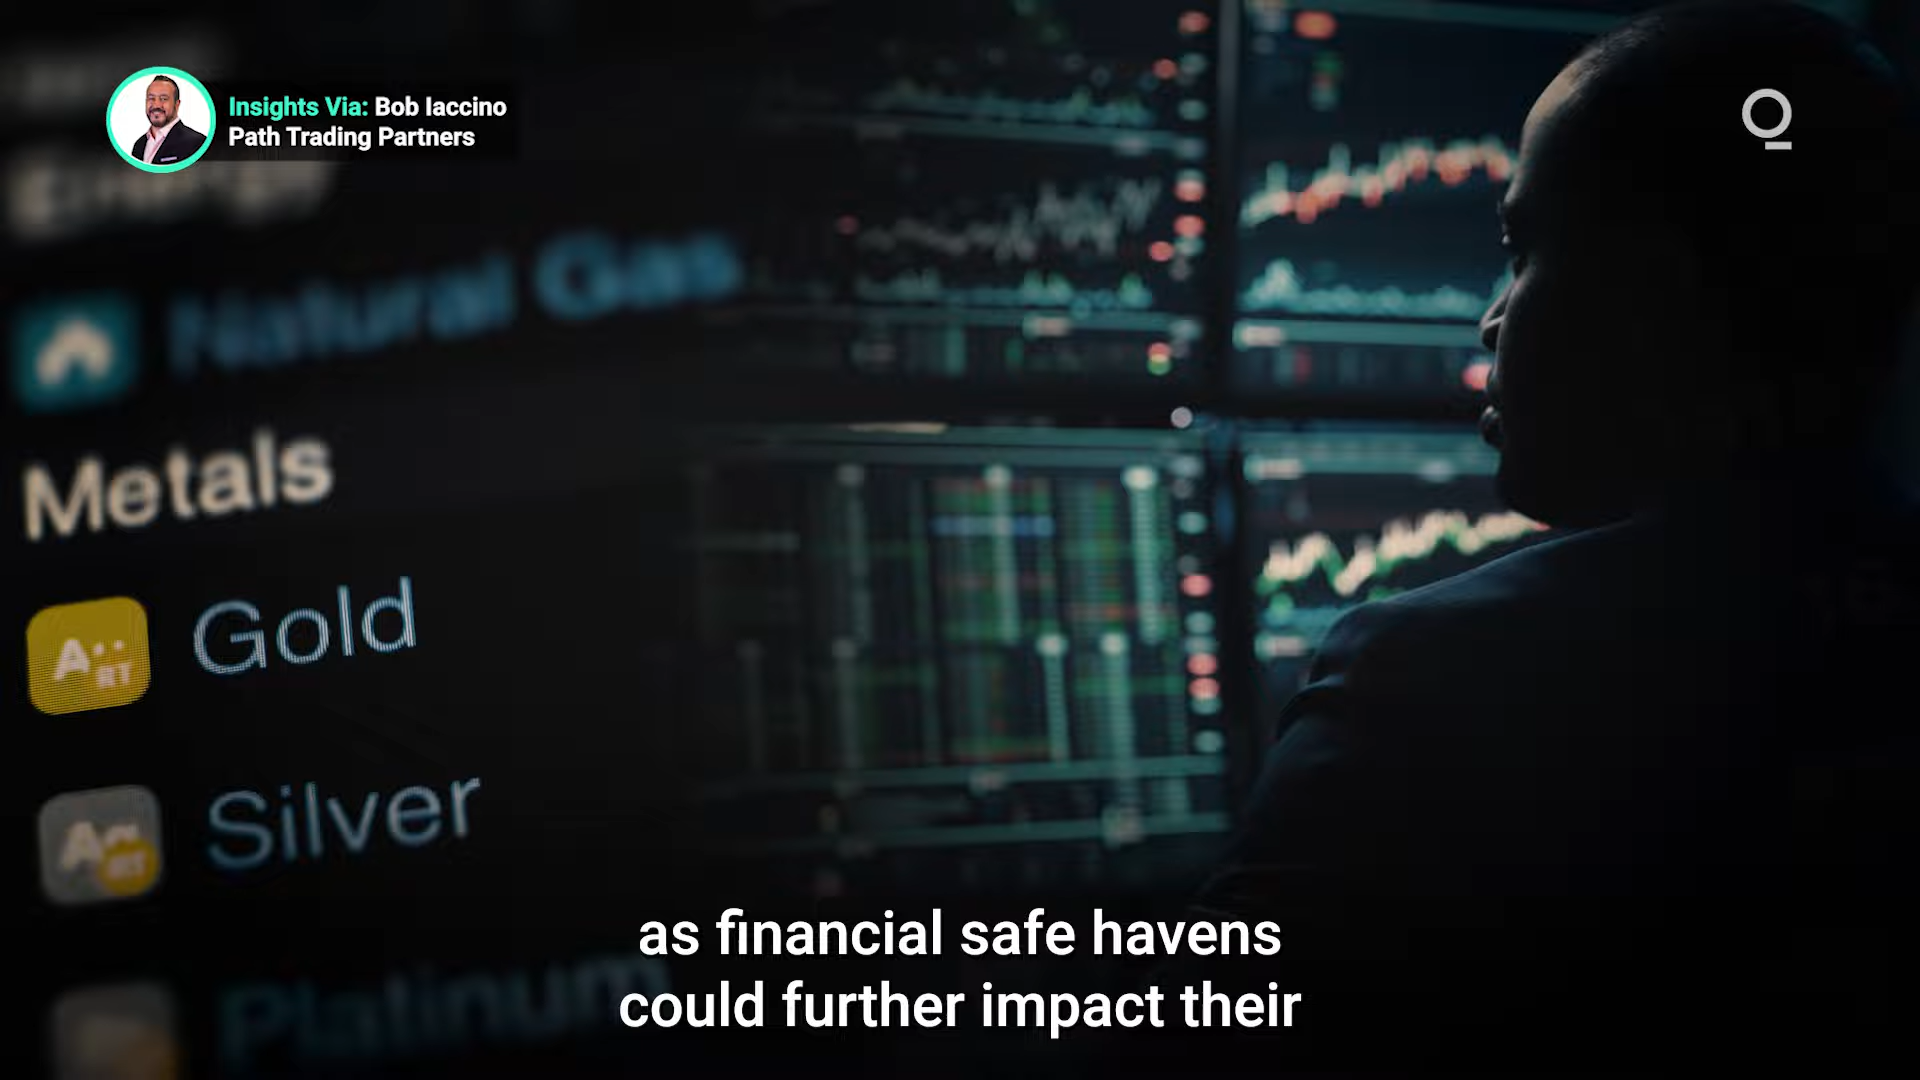 Insights Via: Bob Iaccino
Path Trading Partners
Energy
Natural Gas
Metals
Gold
Silver
Platinum
as financial safe havens
could further impact their